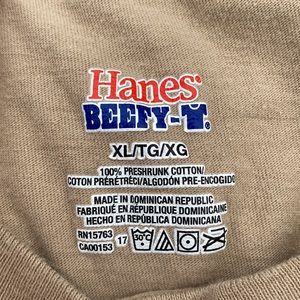 Hanes®
BEEFY-T®
XL/TG/XG
100% PRESHRUNK COTTON/
COTON PRÉRÉTRÉCI/ALGODÓN PRE-ENCOGIDO
MADE IN DOMINICAN REPUBLIC
FABRIQUÉ EN RÉPUBLIQUE DOMINICAINE
HECHO EN REPÚBLICA DOMINICANA
RN15763
CA00153 17